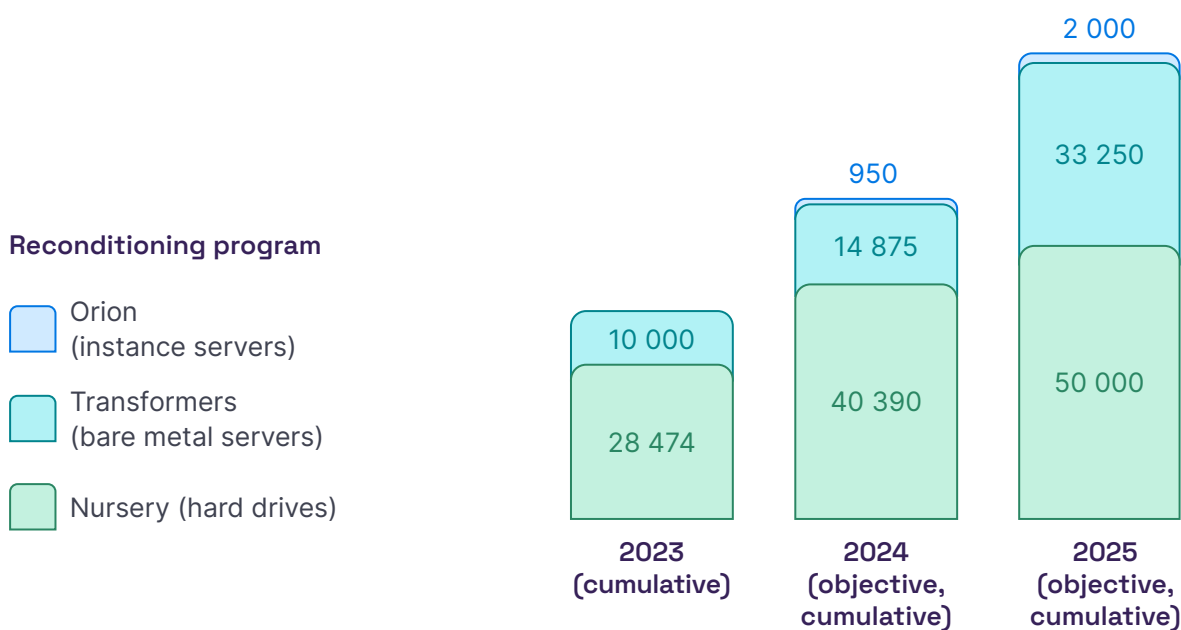 2 000
33 250
950
Reconditioning program
14 875
Orion
(instance servers)
10 000
Transformers
(bare metal servers)
50 000
40 390
28 474
Nursery (hard drives)
2023
(cumulative)
2024
(objective,
cumulative)
2025
(objective,
cumulative)